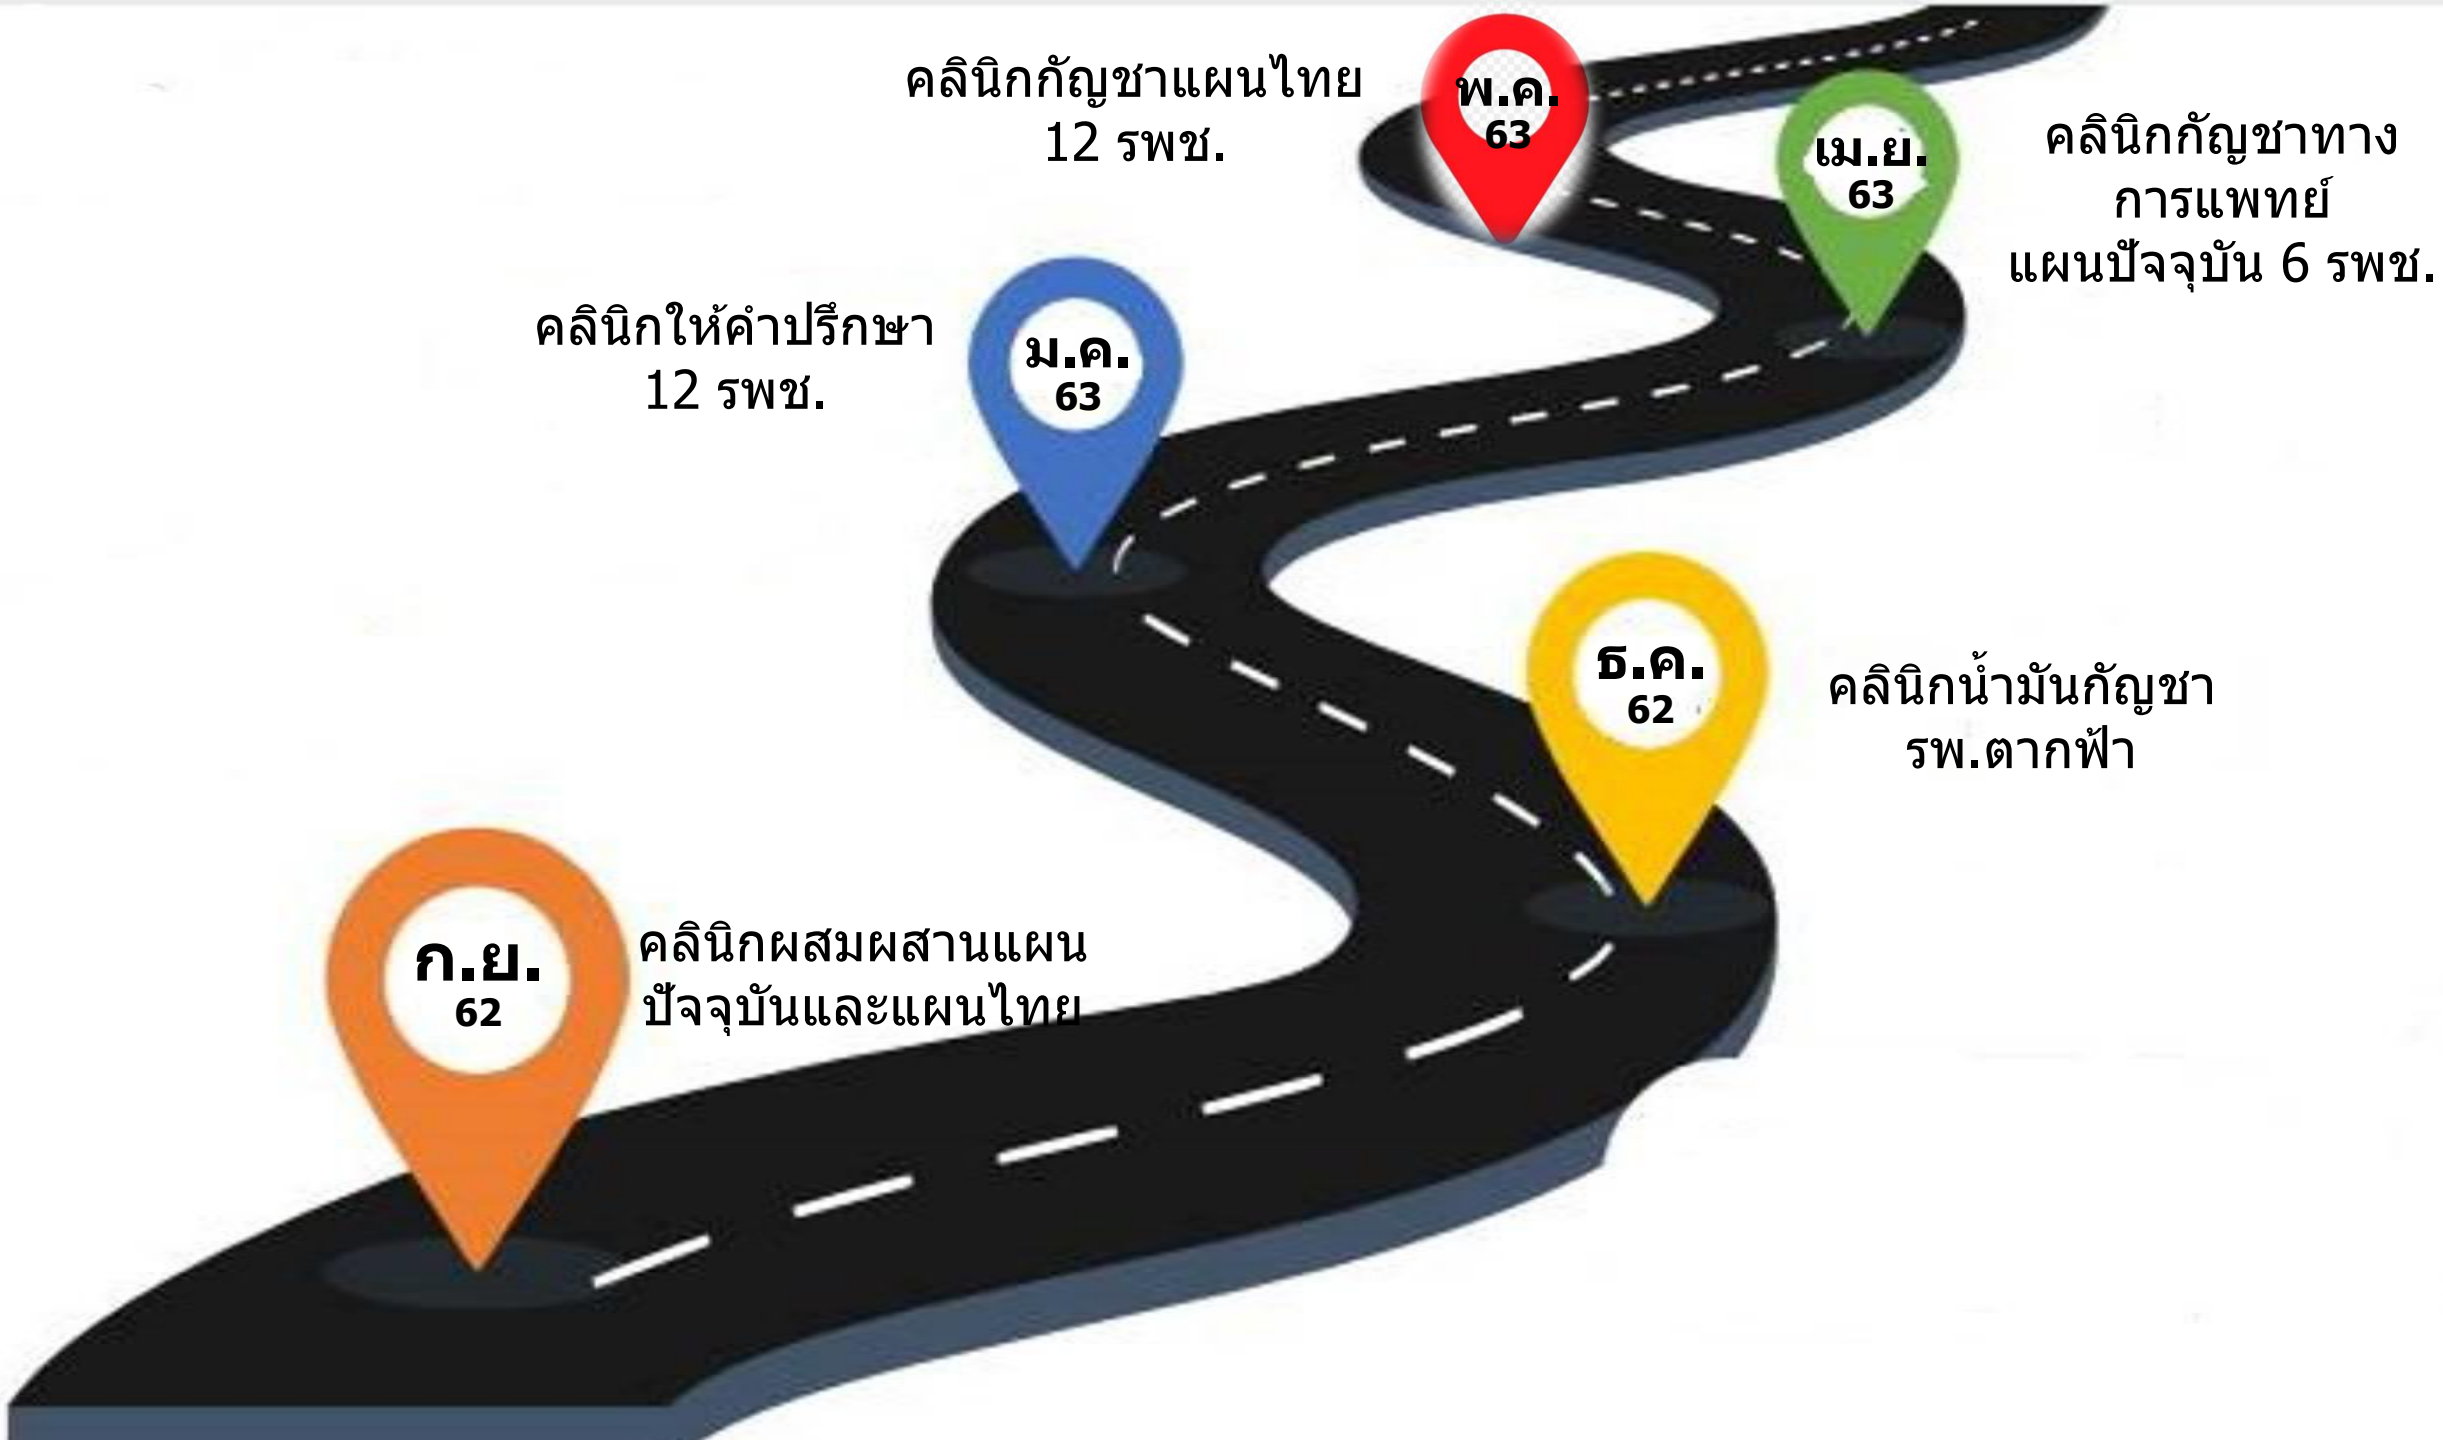 คลินิกกัญชาแผนไทย
12 รพช.
พ.ค.
63
เม.ย.
63
คลินิกกัญชาทาง
การแพทย์
แผนปัจจุบัน 6 รพช.
คลินิกให้คำปรึกษา
12 รพช.
ม.ค.
63
ธ.ค.
62
คลินิกน้ำมันกัญชา
รพ.ตากฟ้า
ก.ย.
62
คลินิกผสมผสานแผน
ปัจจุบันและแผนไทย